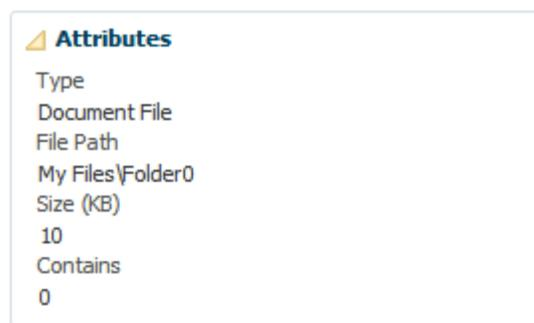 Attributes
Type
Document File
File Path
My Files\Folder0
Size (KB)
10
Contains
0